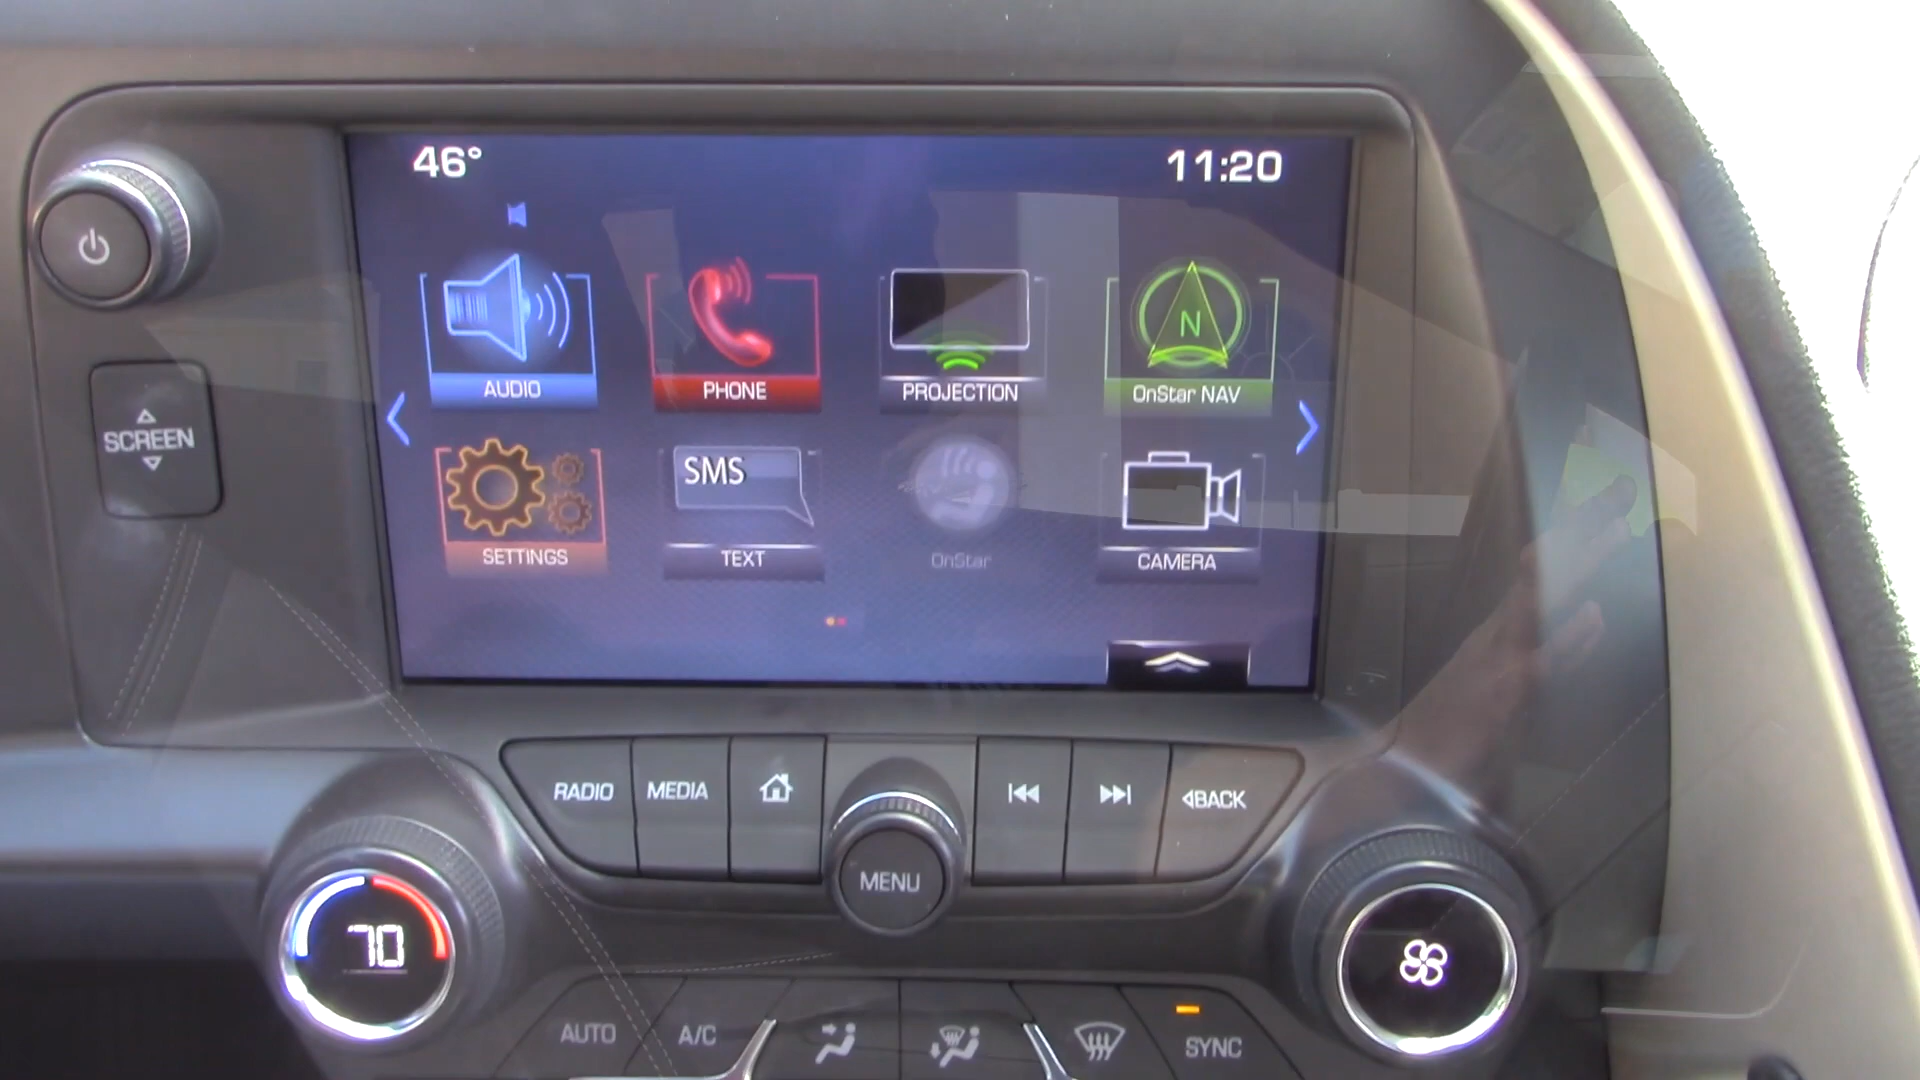 46°
11:20
AUDIO
PHONE
PROJECTION
N
OnStar NAV
SCREEN
SMS
SETTINGS
TEXT
OnStar
CAMERA
RADIO
MEDIA
BACK
MENU
70
AUTO
A/C
SYNC